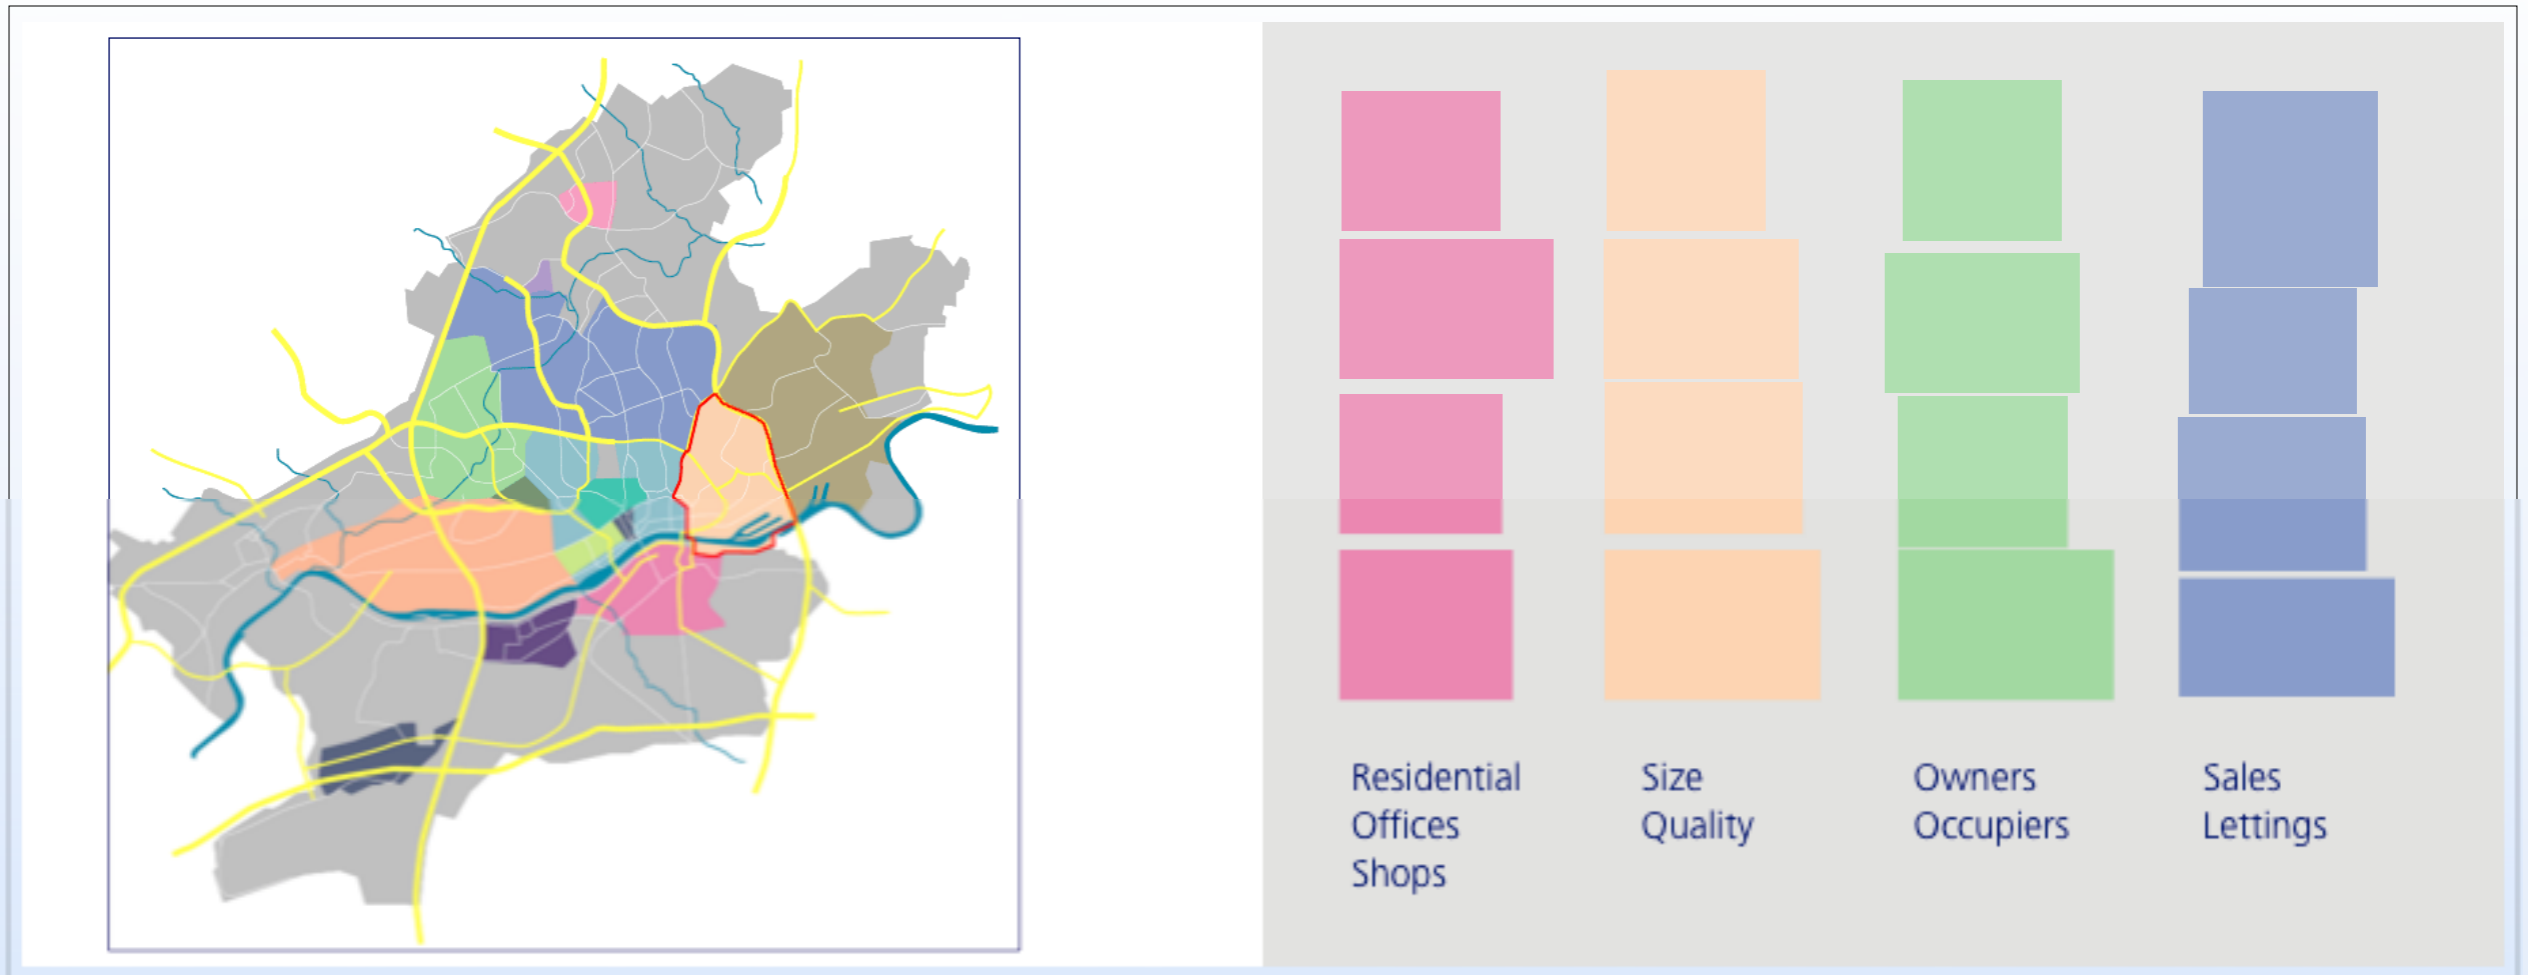 Residential
Offices
Shops
Size
Quality
Owners
Occupiers
Sales
Lettings